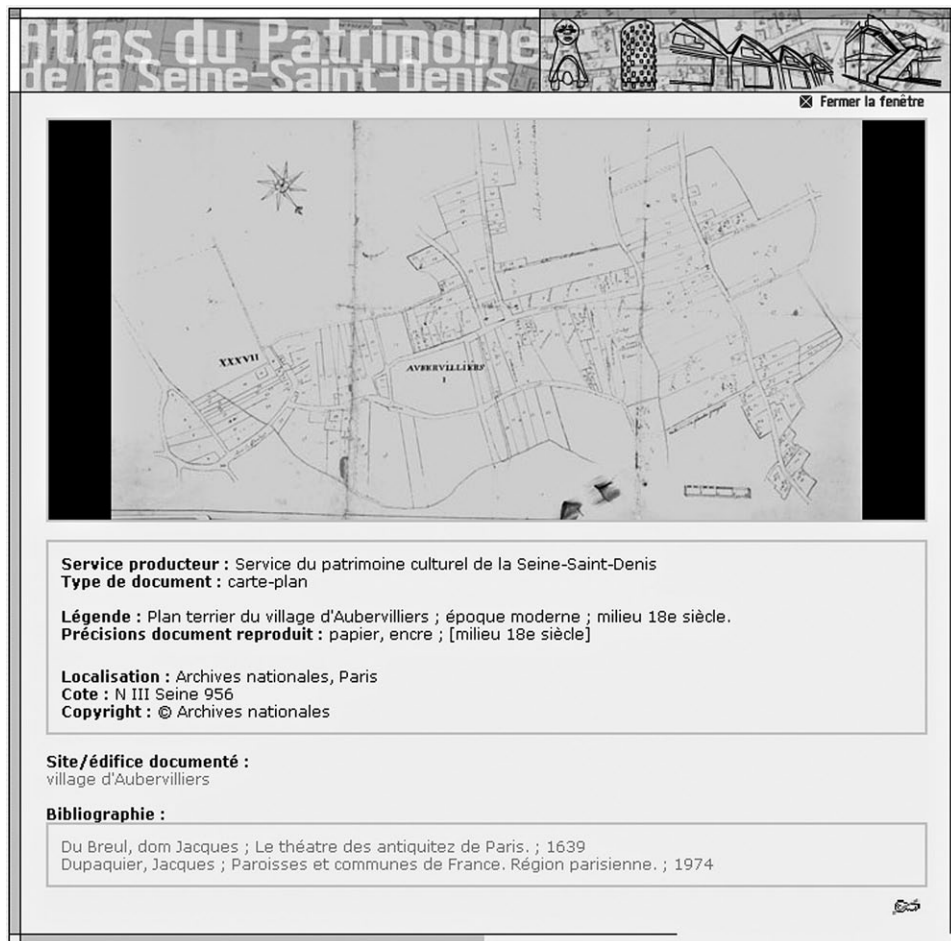 Atlas du Patrimoine
de la Seine-Saint-Denis
Fermer la fenêtre
XXXVII
AVBERVILLIERS
I
Service producteur : Service du patrimoine culturel de la Seine-Saint-Denis
Type de document : carte-plan
Légende : Plan terrier du village d'Aubervilliers ; époque moderne ; milieu 18e siècle.
Précisions document reproduit : papier, encre ; [milieu 18e siècle]
Localisation : Archives nationales, Paris
Cote : N III Seine 956
Copyright : © Archives nationales
Site/édifice documenté :
village d'Aubervilliers
Bibliographie :
Du Breul, dom Jacques ; Le théatre des antiquitez de Paris. ; 1639
Dupaquier, Jacques ; Paroisses et communes de France. Région parisienne. ; 1974